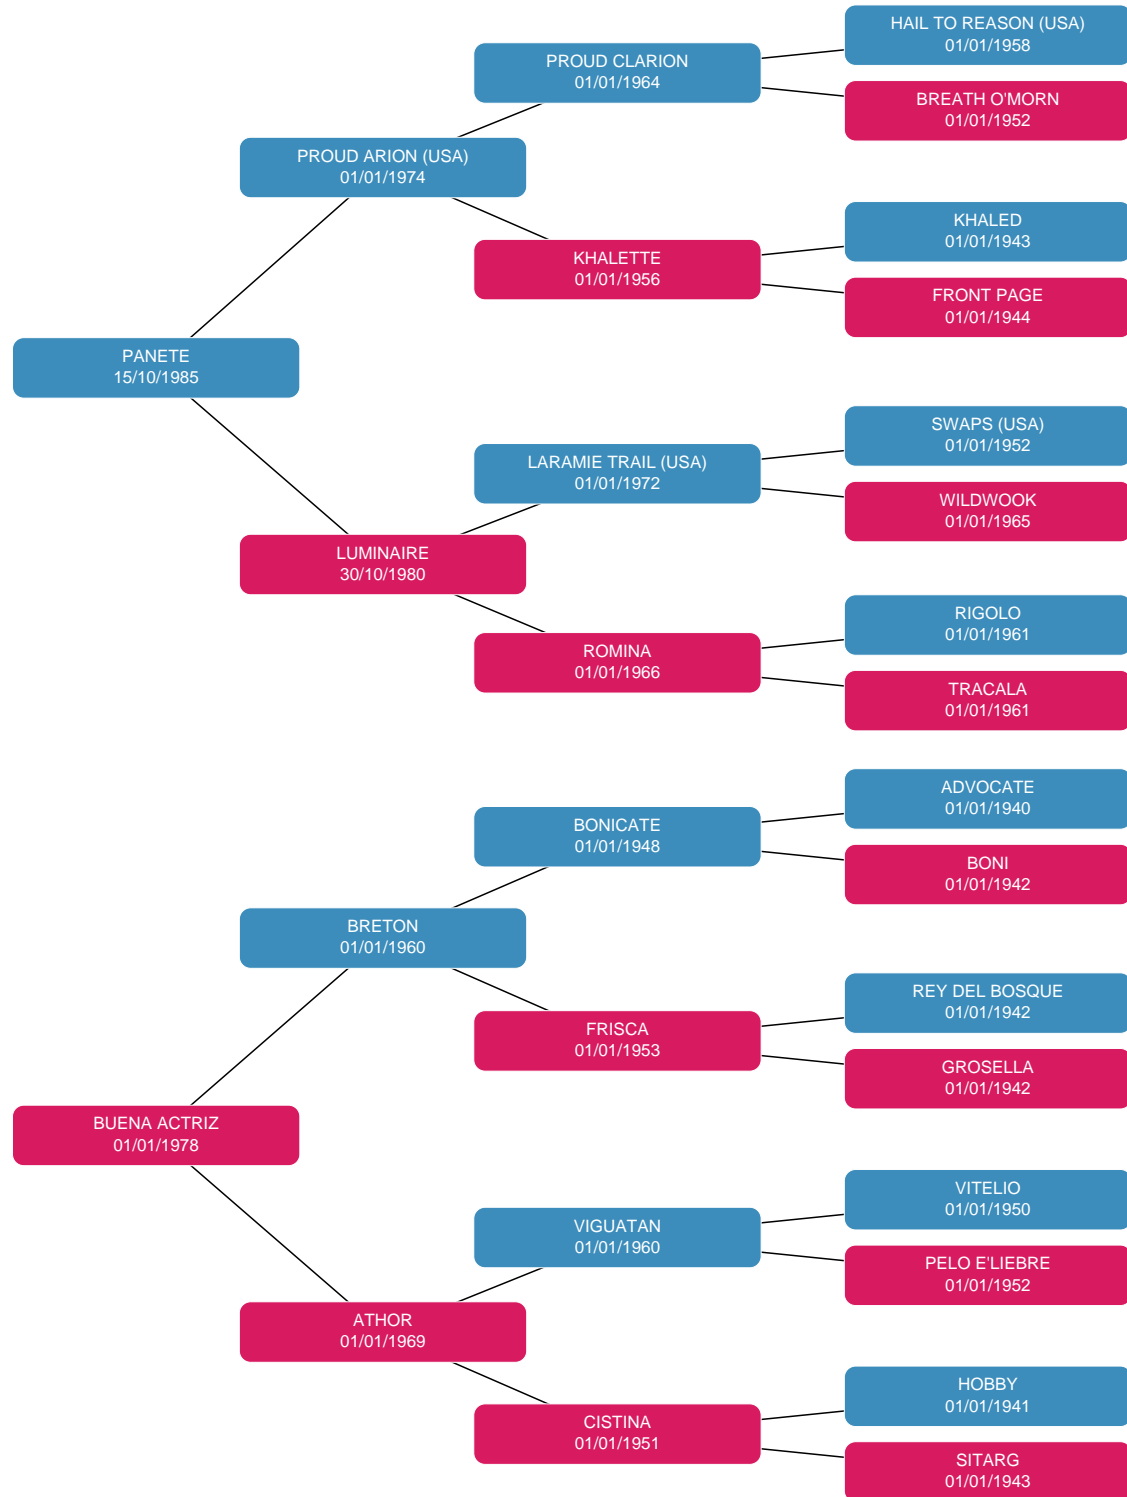 HAIL TO REASON (USA)
01/01/1958
PROUD CLARION
01/01/1964
BREATH O'MORN
01/01/1952
PROUD ARION (USA)
01/01/1974
KHALED
01/01/1943
KHALETTE
01/01/1956
FRONT PAGE
01/01/1944
PANETE
15/10/1985
SWAPS (USA)
01/01/1952
LARAMIE TRAIL (USA)
01/01/1972
WILDWOOK
01/01/1965
LUMINAIRE
30/10/1980
RIGOLO
01/01/1961
ROMINA
01/01/1966
TRACALA
01/01/1961
ADVOCATE
01/01/1940
BONICATE
01/01/1948
BONI
01/01/1942
BRETON
01/01/1960
REY DEL BOSQUE
01/01/1942
FRISCA
01/01/1953
GROSELLA
01/01/1942
BUENA ACTRIZ
01/01/1978
VITELIO
01/01/1950
VIGUATAN
01/01/1960
PELO E'LIEBRE
01/01/1952
ATHOR
01/01/1969
HOBBY
01/01/1941
CISTINA
01/01/1951
SITARG
01/01/1943